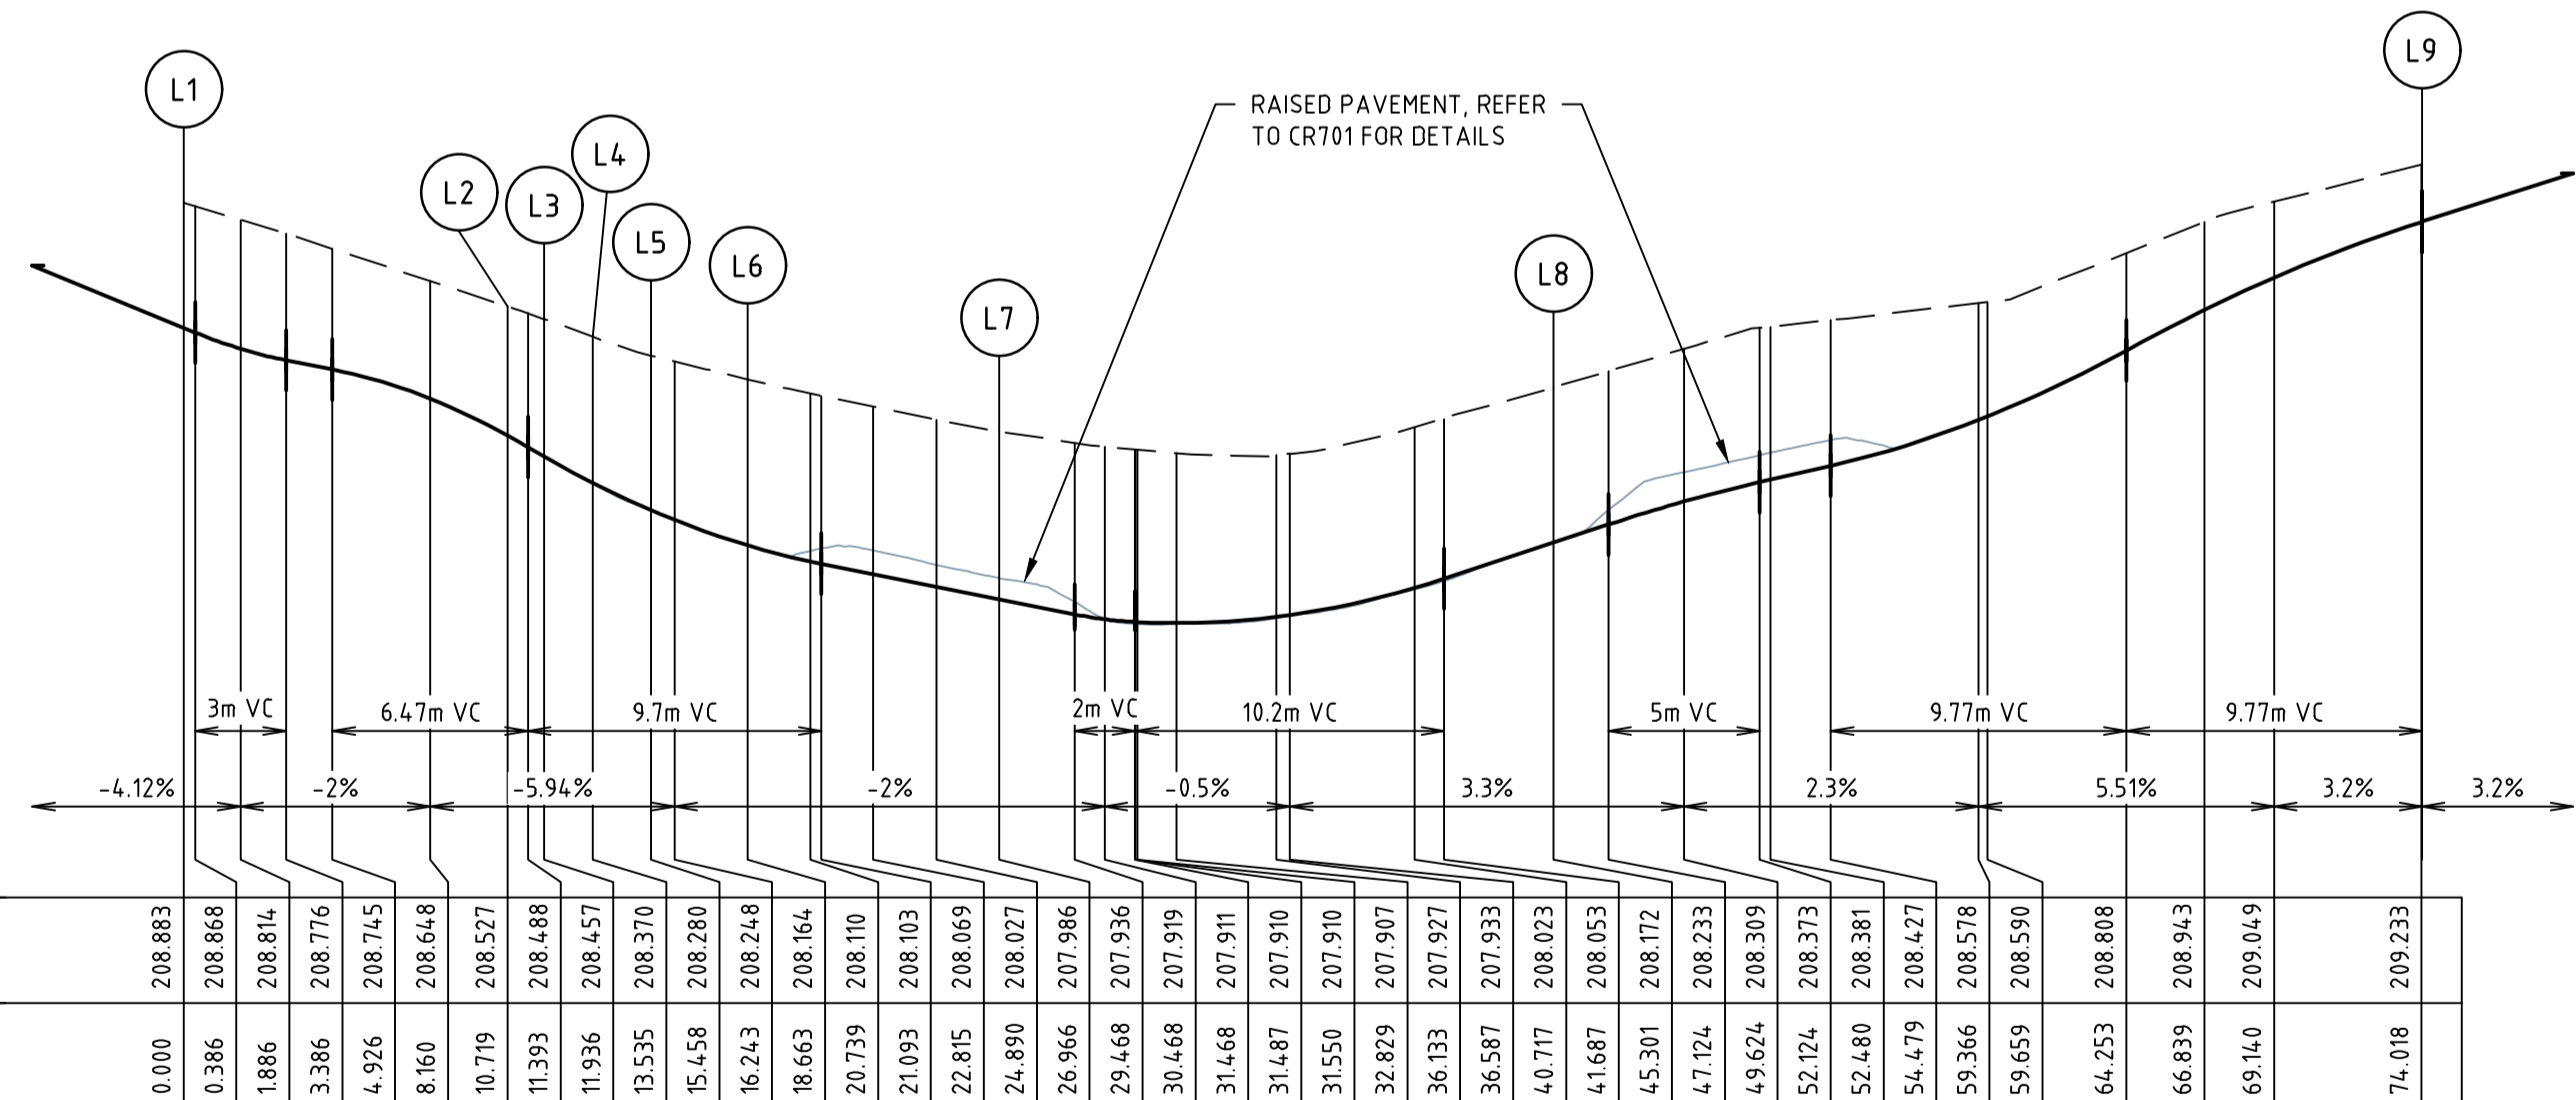 L1
L2
L3
L4
L5
L6
L7
L8
L9
RAISED PAVEMENT, REFER
TO CR701 FOR DETAILS
3m VC 6.47m VC 9.7m VC 2m VC 10.2m VC 5m VC 9.77m VC 9.77m VC
-4.12% -2% -5.94% -2% -0.5% 3.3% 2.3% 5.51% 3.2% 3.2%
208.883 208.868 208.814 208.776 208.745 208.648 208.527 208.488 208.457 208.370 208.280 208.248 208.164 208.110 208.103 208.069 208.027 207.986 207.936 207.919 207.911 207.910 207.910 207.907 207.927 207.933 208.023 208.053 208.172 208.233 208.309 208.373 208.381 208.427 208.578 208.590 208.808 208.943 209.049 209.233
0.000 0.386 1.886 3.386 4.926 8.160 10.719 11.393 11.936 13.535 15.458 16.243 18.663 20.739 21.093 22.815 24.890 26.966 29.468 30.468 31.468 31.487 31.550 32.829 36.133 36.587 40.717 41.687 45.301 47.124 49.624 52.124 52.480 54.479 59.366 59.659 64.253 66.839 69.140 74.018